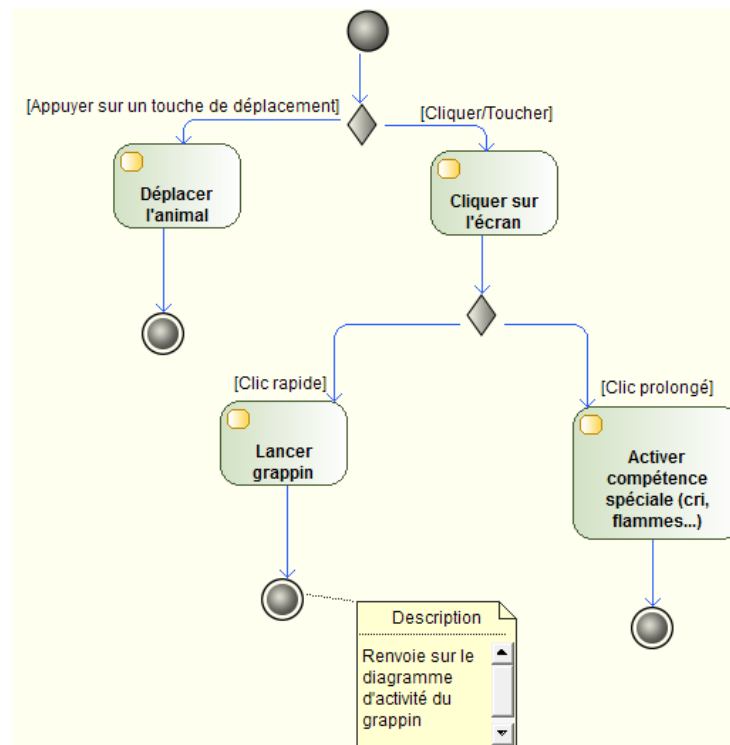 [Appuyer sur un touche de déplacement]
[Cliquer/Toucher]
Déplacer
l'animal
Cliquer sur
l'écran
[Clic rapide]
[Clic prolongé]
Lancer
grappin
Activer
compétence
spéciale (cri,
flammes...)
Description
Renvoie sur le
diagramme
d'activité du
grappin